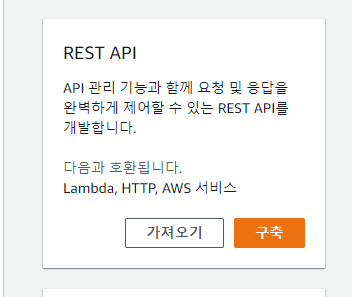 REST API
API 관리 기능과 함께 요청 및 응답을
완벽하게 제어할 수 있는 REST API를
개발합니다.
다음과 호환됩니다.
Lambda, HTTP, AWS 서비스
가져오기
구축